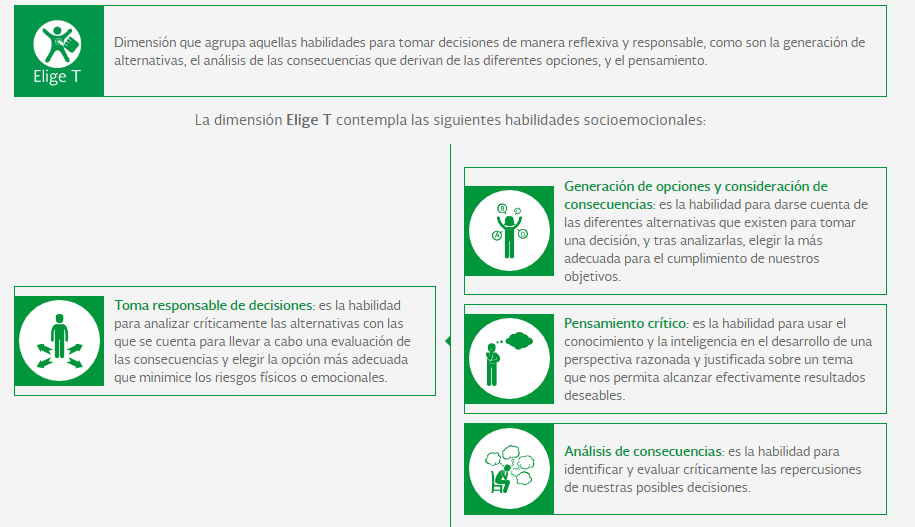 Elige T
Dimensión que agrupa aquellas habilidades para tomar decisiones de manera reflexiva y responsable, como son la generación de
alternativas, el análisis de las consecuencias que derivan de las diferentes opciones, y el pensamiento.
La dimensión Elige T contempla las siguientes habilidades socioemocionales:
Toma responsable de decisiones: es la habilidad
para analizar críticamente las alternativas con las
que se cuenta para llevar a cabo una evaluación de
las consecuencias y elegir la opción más adecuada
que minimice los riesgos físicos o emocionales.
B
C
A
D
Generación de opciones y consideración de
consecuencias: es la habilidad para darse cuenta de
las diferentes alternativas que existen para tomar
una decisión, y tras analizarlas, elegir la más
adecuada para el cumplimiento de nuestros
objetivos.
Pensamiento crítico: es la habilidad para usar el
conocimiento y la inteligencia en el desarrollo de una
perspectiva razonada y justificada sobre un tema
que nos permita alcanzar efectivamente resultados
deseables.
Análisis de consecuencias: es la habilidad para
identificar y evaluar críticamente las repercusiones
de nuestras posibles decisiones.